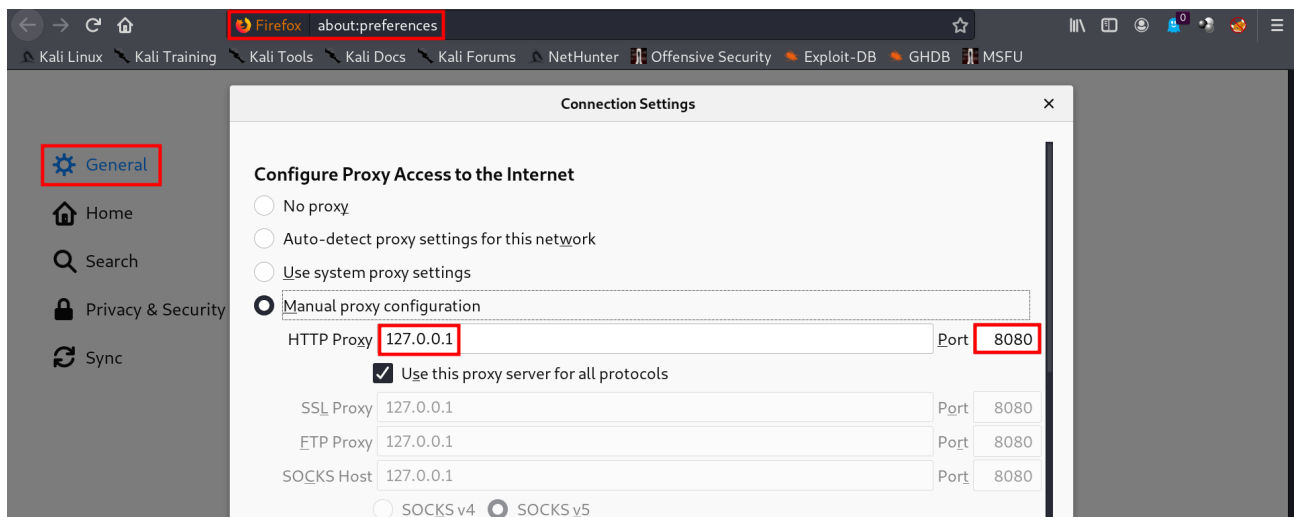 Firefox about:preferences
0
Kali Linux Kali Training Kali Tools Kali Docs Kali Forums NetHunter Offensive Security Exploit-DB GHDB MSFU
Connection Settings
General
Home
Search
Privacy & Security
Sync
Configure Proxy Access to the Internet
No proxy
Auto-detect proxy settings for this network
Use system proxy settings
Manual proxy configuration
HTTP Proxy 127.0.0.1 Port 8080
Use this proxy server for all protocols
SSL Proxy 127.0.0.1 Port 8080
FTP Proxy 127.0.0.1 Port 8080
SOCKS Host 127.0.0.1 Port 8080
SOCKS v4 SOCKS v5